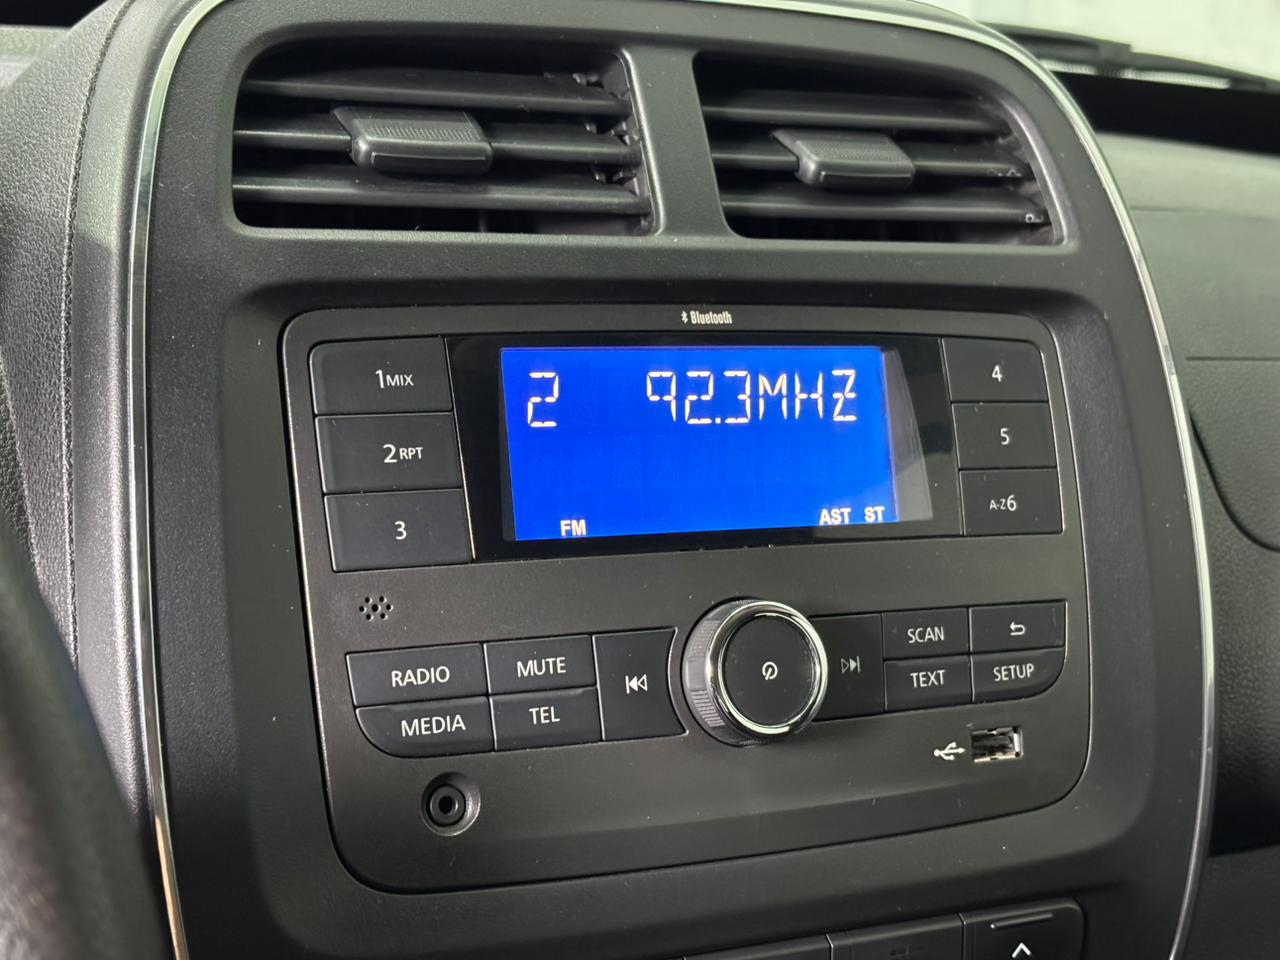 Bluetooth
1MIX
2RPT
3
2 92.3MHZ
FM AST ST
4
5
A-Z6
RADIO
MUTE
MEDIA
TEL
SCAN
TEXT
SETUP